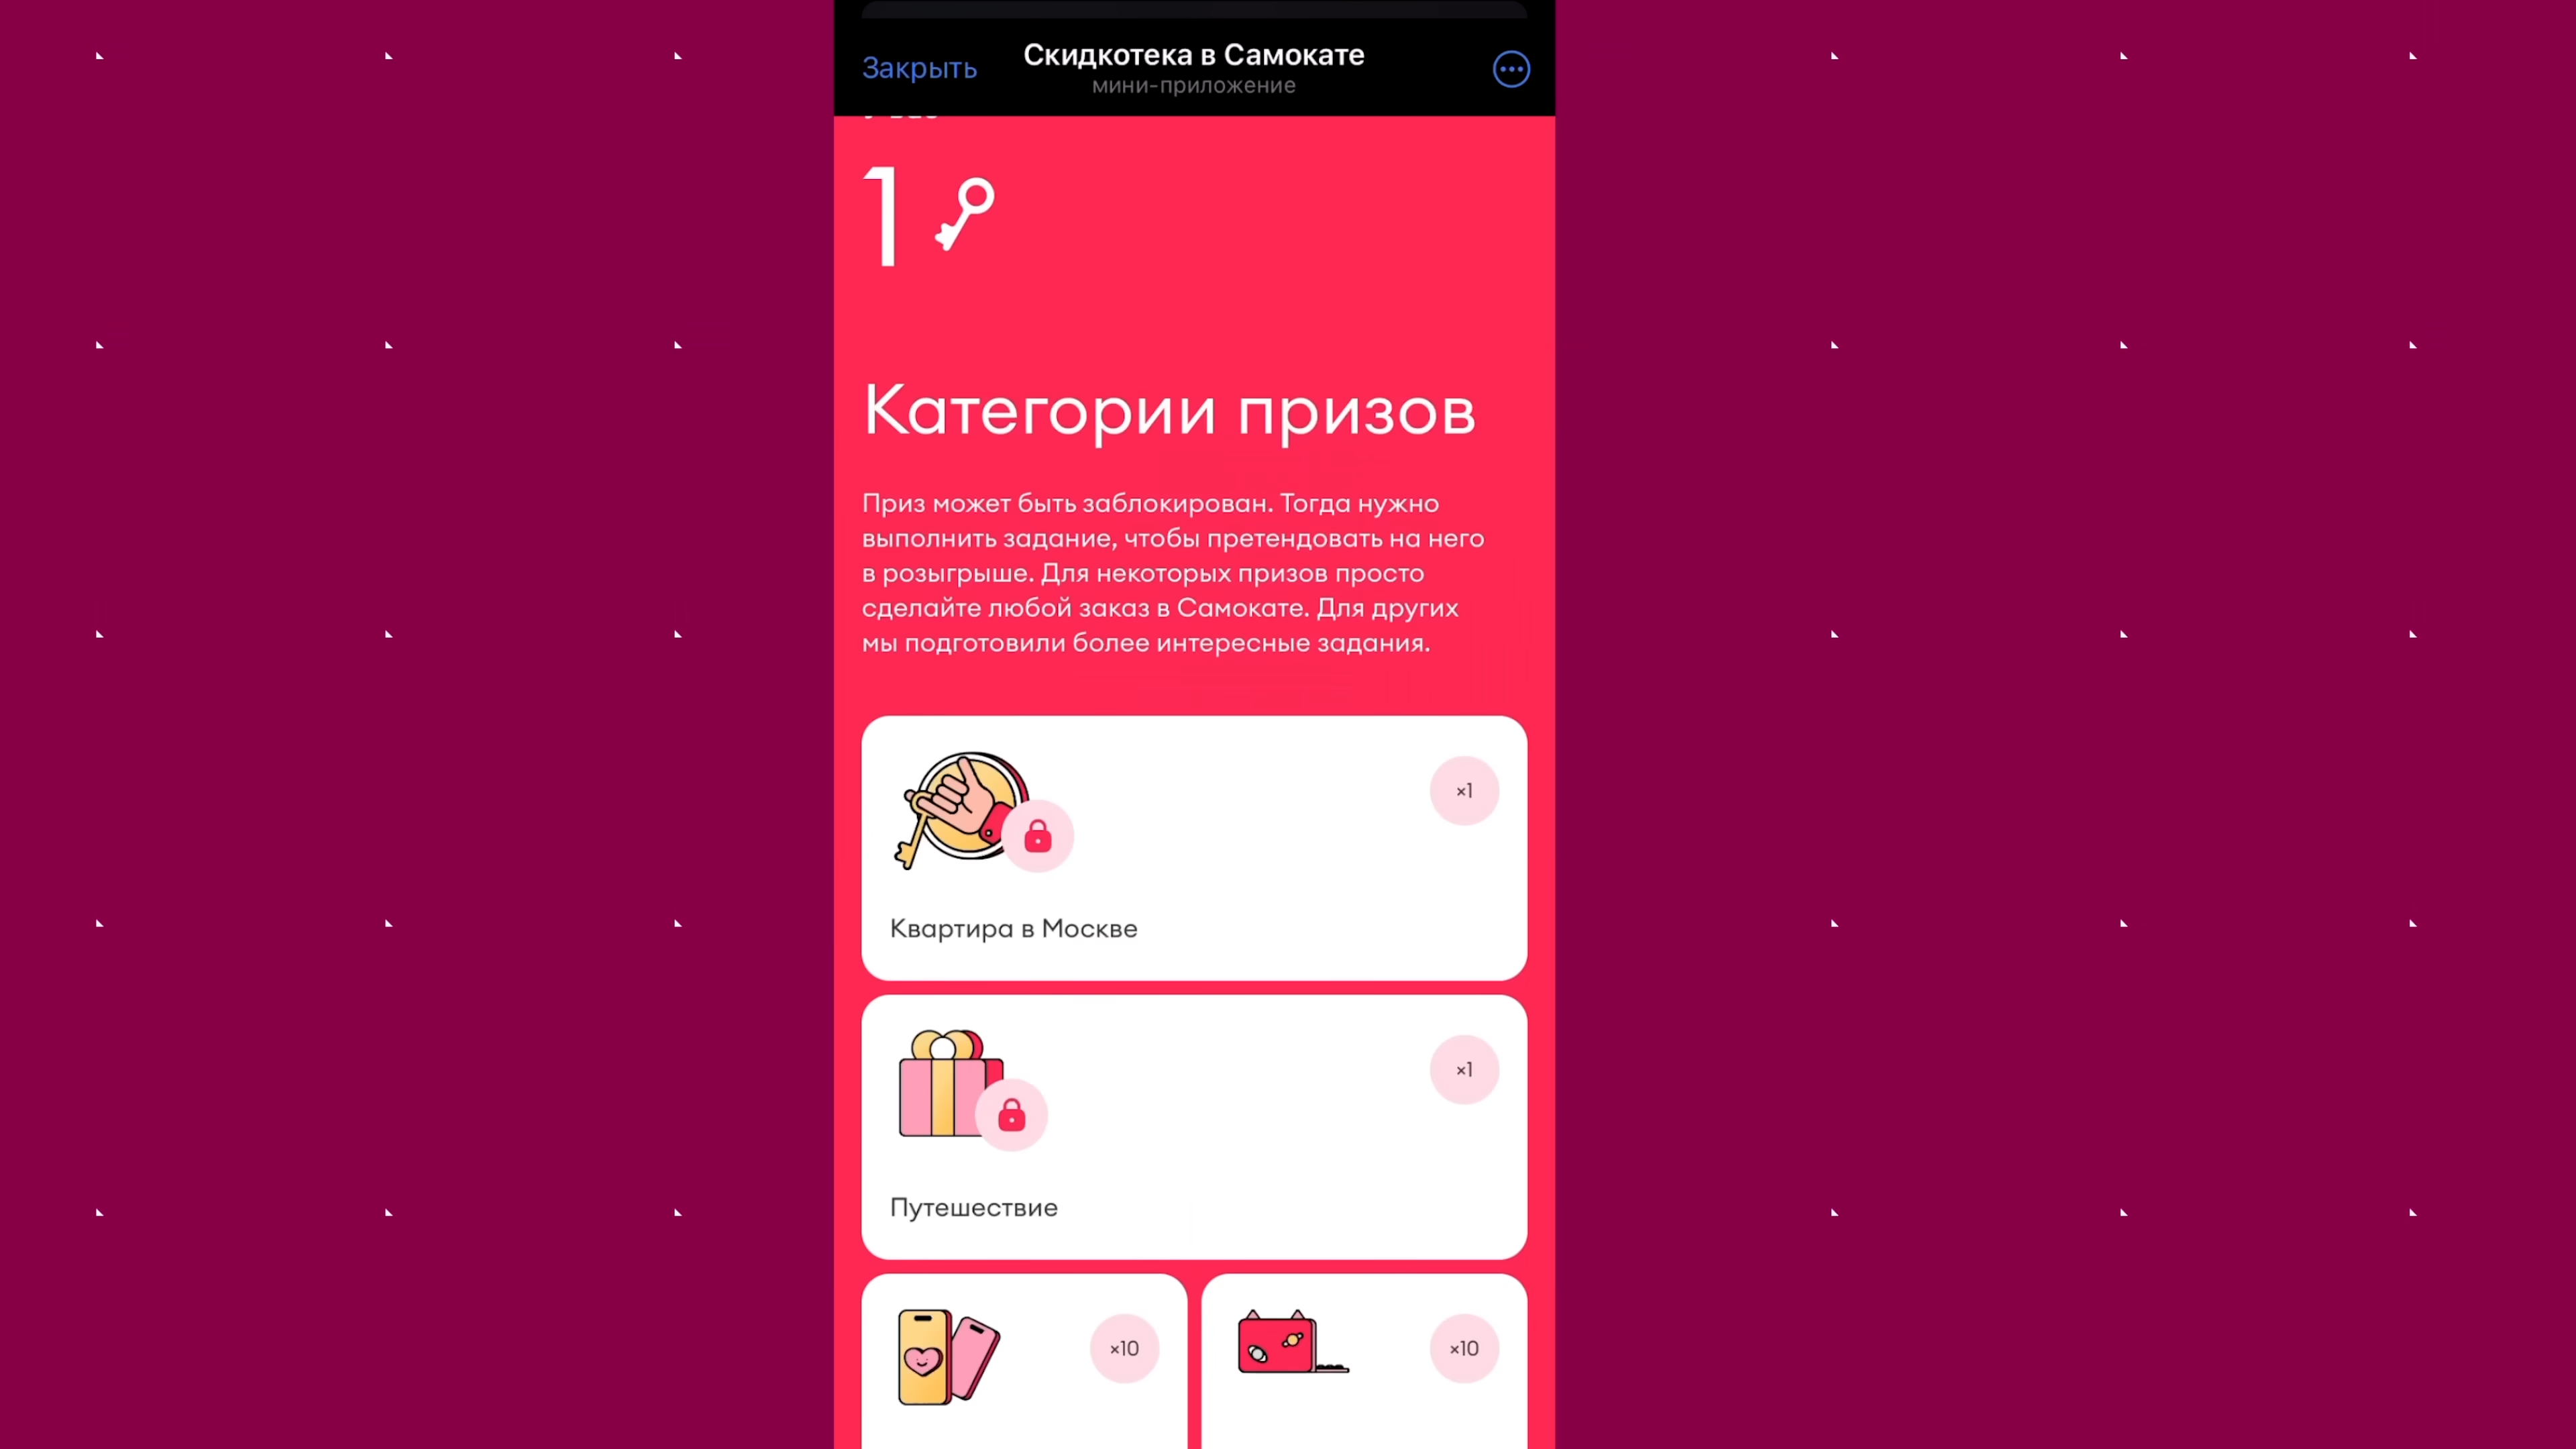 Закрыть
Скидкотека в Самокате
мини-приложение
1
Категории призов
Приз может быть заблокирован. Тогда нужно
выполнить задание, чтобы претендовать на него
в розыгрыше. Для некоторых призов просто
сделайте любой заказ в Самокате. Для других
мы подготовили более интересные задания.
×1
Квартира в Москве
×1
Путешествие
×10
×10